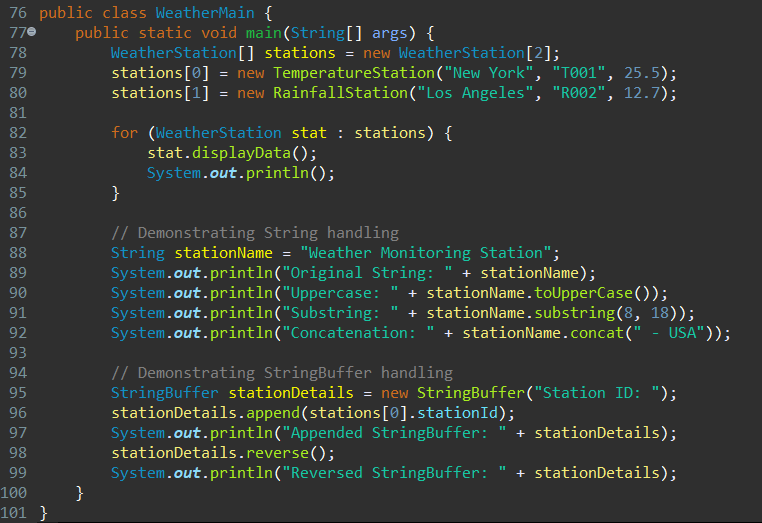 76 public class WeatherMain {
77     public static void main(String[] args) {
78         WeatherStation[] stations = new WeatherStation[2];
79         stations[0] = new TemperatureStation("New York", "T001", 25.5);
80         stations[1] = new RainfallStation("Los Angeles", "R002", 12.7);
81
82         for (WeatherStation stat : stations) {
83             stat.displayData();
84             System.out.println();
85         }
86
87         // Demonstrating String handling
88         String stationName = "Weather Monitoring Station";
89         System.out.println("Original String: " + stationName);
90         System.out.println("Uppercase: " + stationName.toUpperCase());
91         System.out.println("Substring: " + stationName.substring(8, 18));
92         System.out.println("Concatenation: " + stationName.concat(" - USA"));
93
94         // Demonstrating StringBuffer handling
95         StringBuffer stationDetails = new StringBuffer("Station ID: ");
96         stationDetails.append(stations[0].stationId);
97         System.out.println("Appended StringBuffer: " + stationDetails);
98         stationDetails.reverse();
99         System.out.println("Reversed StringBuffer: " + stationDetails);
100     }
101 }